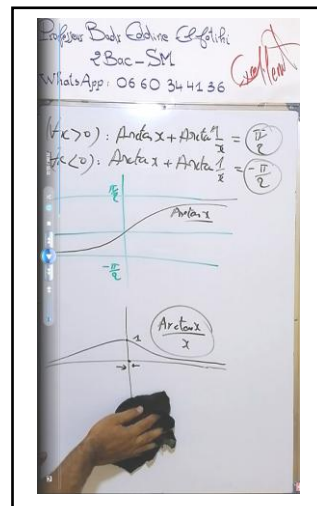 Professeur Badr Eddine El fatihi
2Bac-SM
WhatsApp: 06 60 34 41 36
Excellent
(∀x>0): Arctan x + Arctan 1/x = π/2
(∀x<0): Arctan x + Arctan 1/x = -π/2
π/2
Arctan x
-π/2
Arctan x / x
1